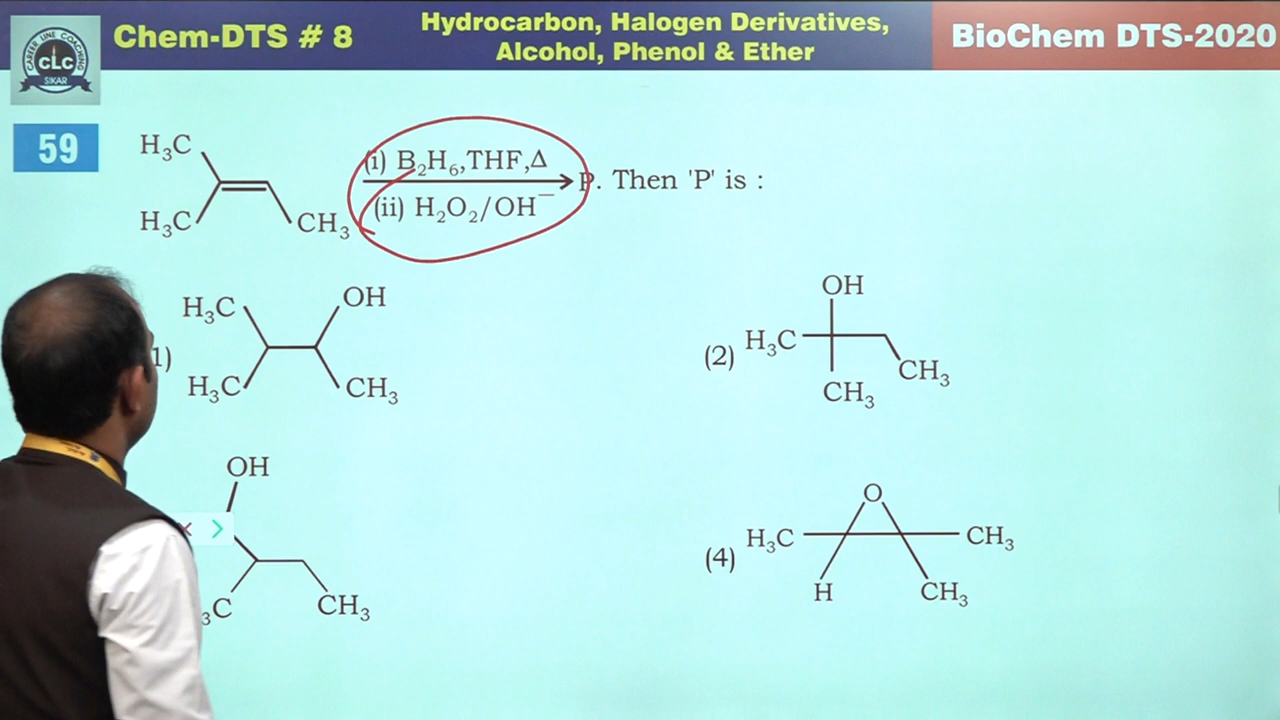 CAREER LINE COACHING
CLC
SIKAR
Chem-DTS # 8
Hydrocarbon, Halogen Derivatives,
Alcohol, Phenol & Ether
BioChem DTS-2020
59
H₃C
H₃C
CH₃
(i) B₂H₆,THF,Δ
(ii) H₂O₂/OH⁻
P. Then 'P' is :
1)
H₃C
OH
H₃C
CH₃
(2)
OH
H₃C
CH₃
CH₃
OH
₃C
CH₃
(4)
O
H₃C
CH₃
H
CH₃